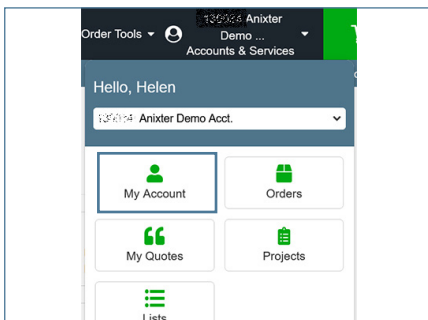 Anixter
Order Tools Demo ...
Accounts & Services
Hello, Helen
Anixter Demo Acct.
My Account Orders
My Quotes Projects
Lists